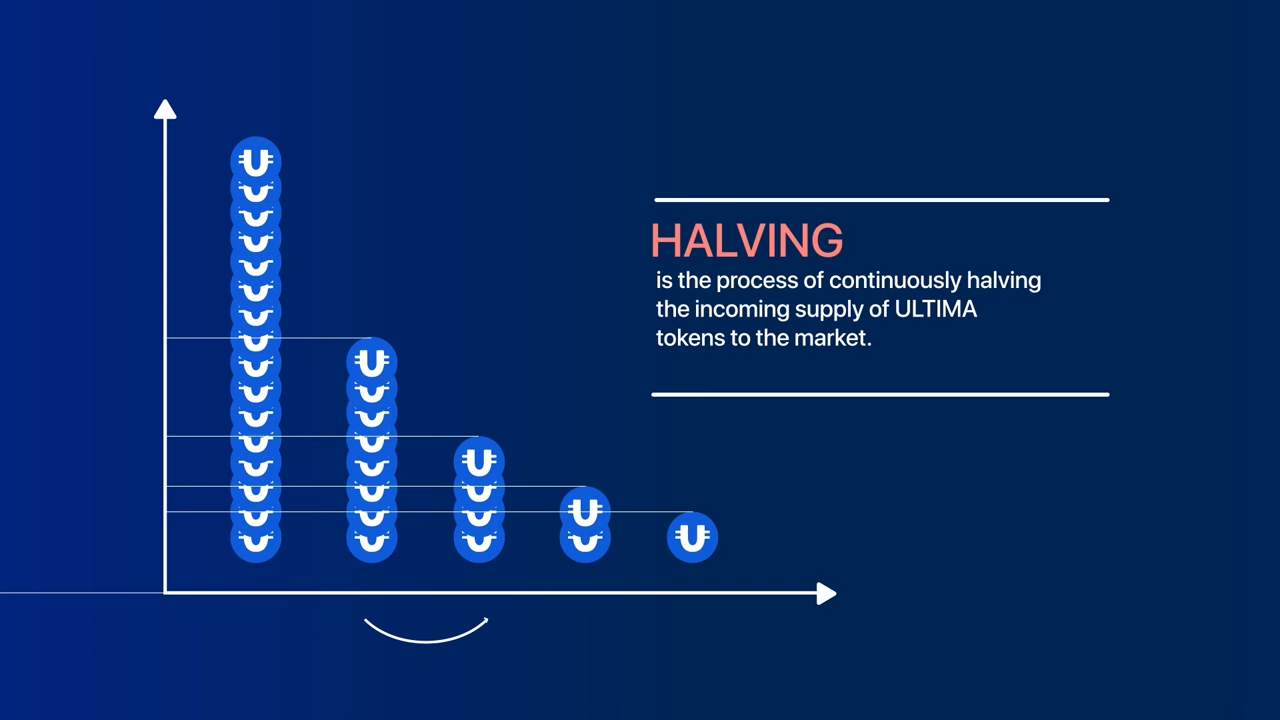 HALVING
is the process of continuously halving
the incoming supply of ULTIMA
tokens to the market.